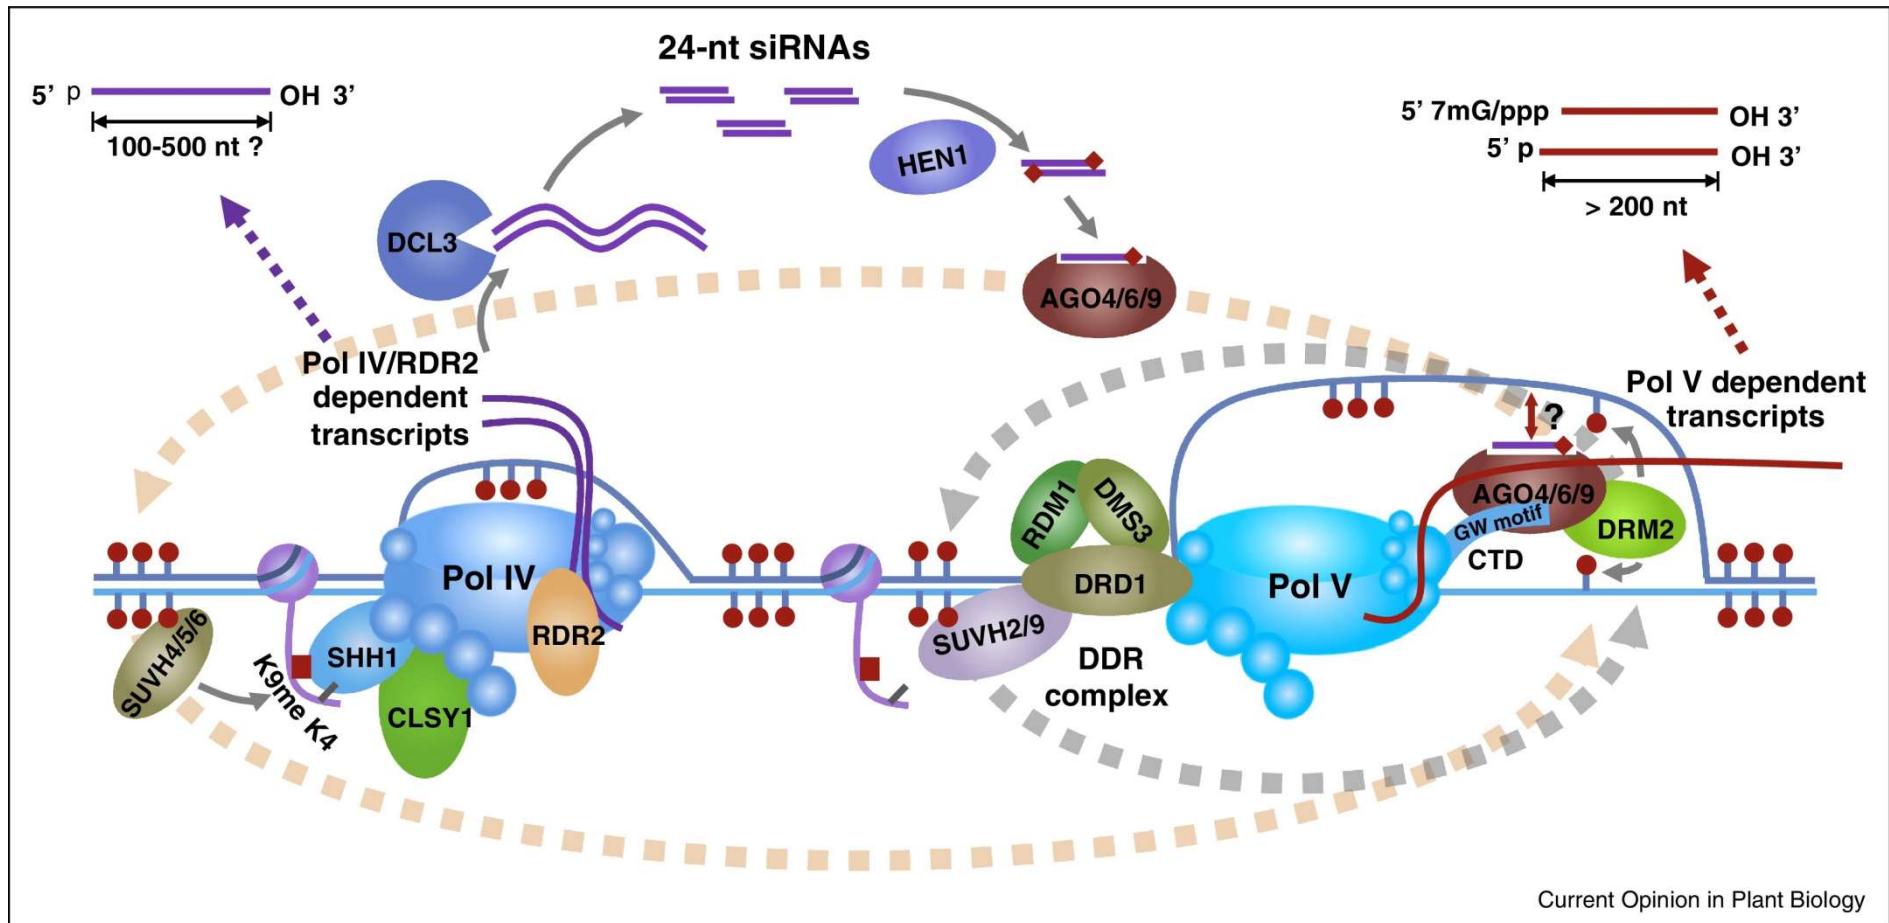 24-nt siRNAs
5’ p
OH 3’
100-500 nt ?
5’ 7mG/ppp
OH 3’
5’ p
OH 3’
> 200 nt
HEN1
DCL3
AGO4/6/9
Pol IV/RDR2
dependent
transcripts
Pol V dependent
transcripts
?
RDM1
DMS3
AGO4/6/9
GW motif
DRM2
CTD
Pol IV
DRD1
Pol V
SUVH4/5/6
SHH1
RDR2
SUVH2/9
K9me K4
CLSY1
DDR
complex
Current Opinion in Plant Biology